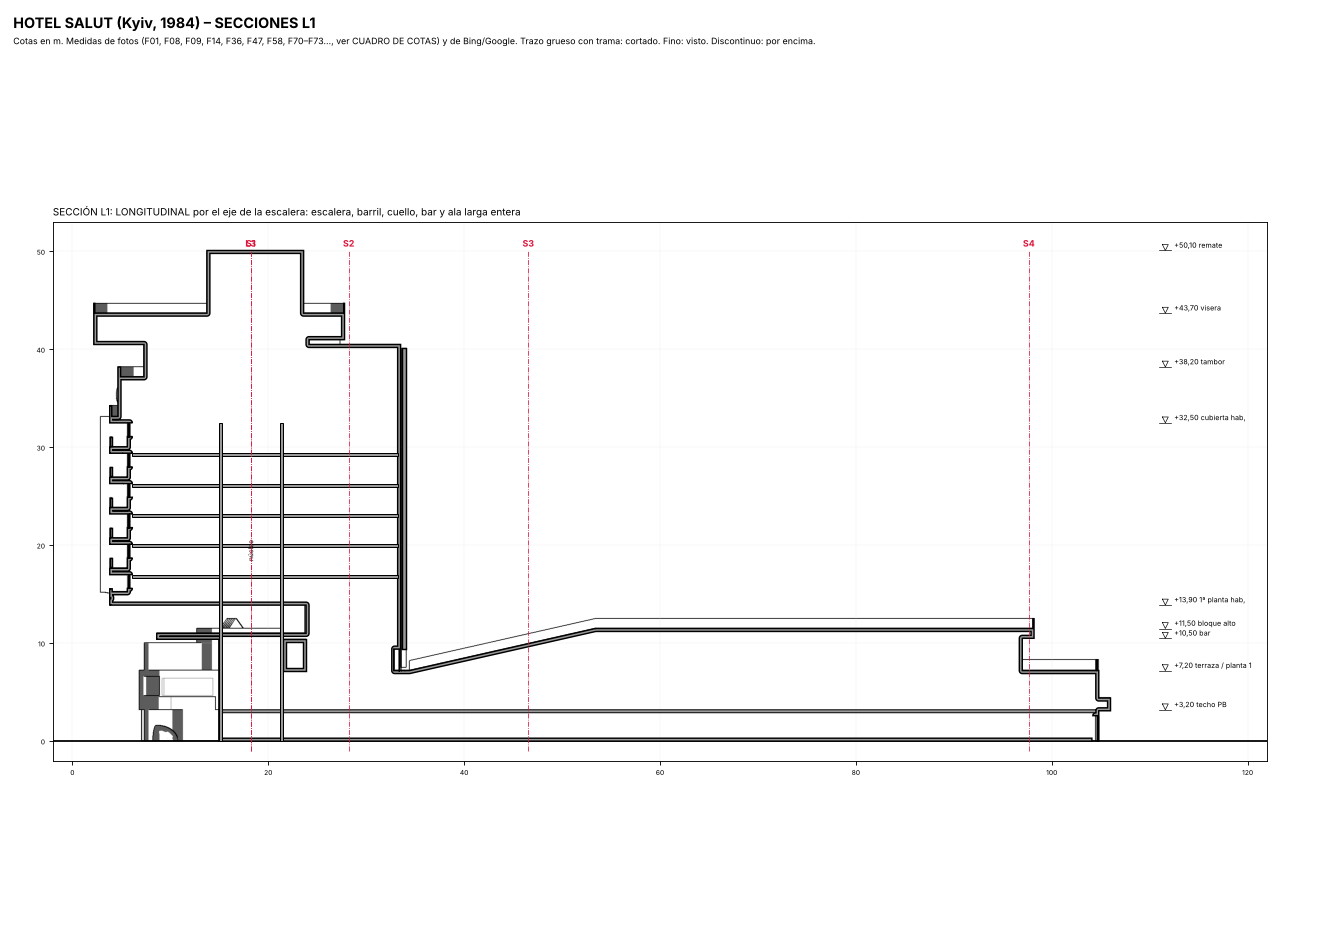 HOTEL SALUT (Kyiv, 1984) – SECCIONES L1
Cotas en m. Medidas de fotos (F01, F08, F09, F14, F36, F47, F58, F70–F73..., ver CUADRO DE COTAS) y de Bing/Google. Trazo grueso con trama: cortado. Fino: visto. Discontinuo: por encima.
SECCIÓN L1: LONGITUDINAL por el eje de la escalera: escalera, barril, cuello, bar y ala larga entera
S2
S3
S4
50
40
30
20
10
0
+50,10 remate
+43,70 visera
+38,20 tambor
+32,50 cubierta hab,
+13,90 1ª planta hab,
+11,50 bloque alto
+10,50 bar
+7,20 terraza / planta 1
+3,20 techo PB
0
20
40
60
80
100
120